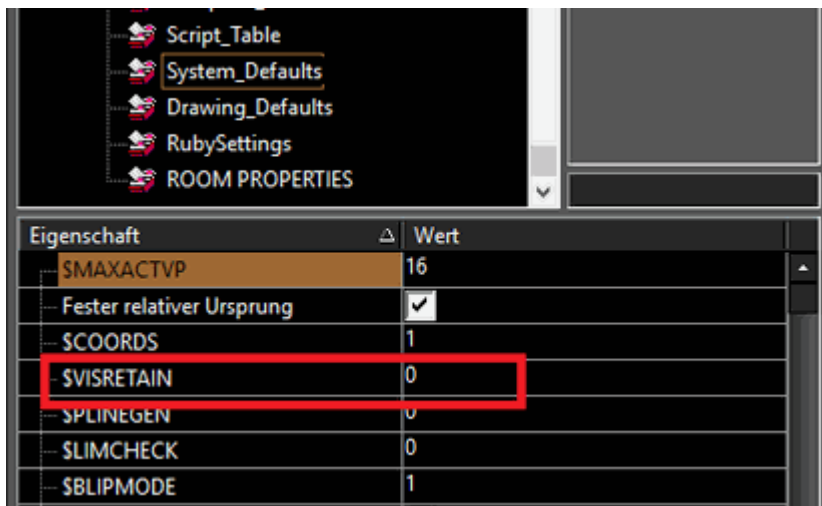 Script_Table
System_Defaults
Drawing_Defaults
RubySettings
ROOM PROPERTIES
Eigenschaft Wert
$MAXACTVP 16
Fester relativer Ursprung
$COORDS 1
$VISRETAIN 0
$PLINEGEN 0
$LIMCHECK 0
$BLIPMODE 1